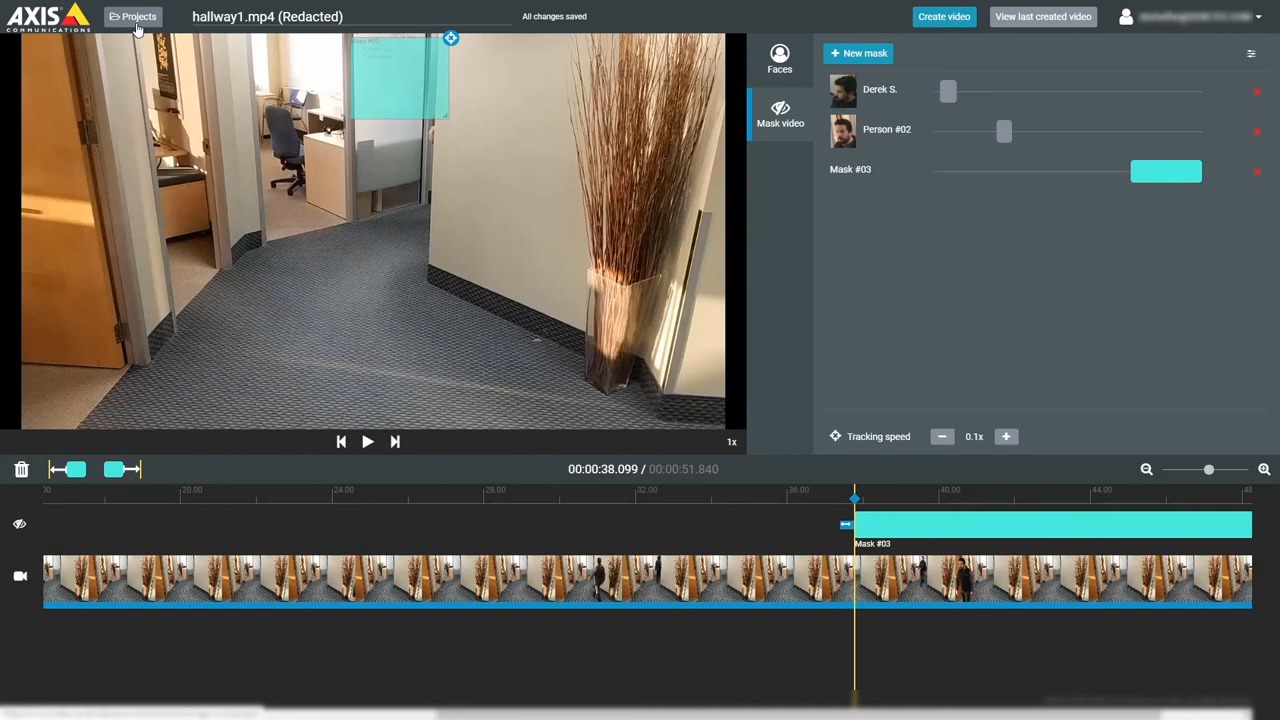 AXIS
COMMUNICATIONS
Projects
hallway1.mp4 (Redacted)
All changes saved
Create video
View last created video
Mask #03
Faces
Mask video
New mask
Derek S.
Person #02
Mask #03
Tracking speed
0.1x
1x
00:00:38.099 / 00:00:51.840
20.00 24.00 28.00 32.00 36.00 40.00 44.00
Mask #03